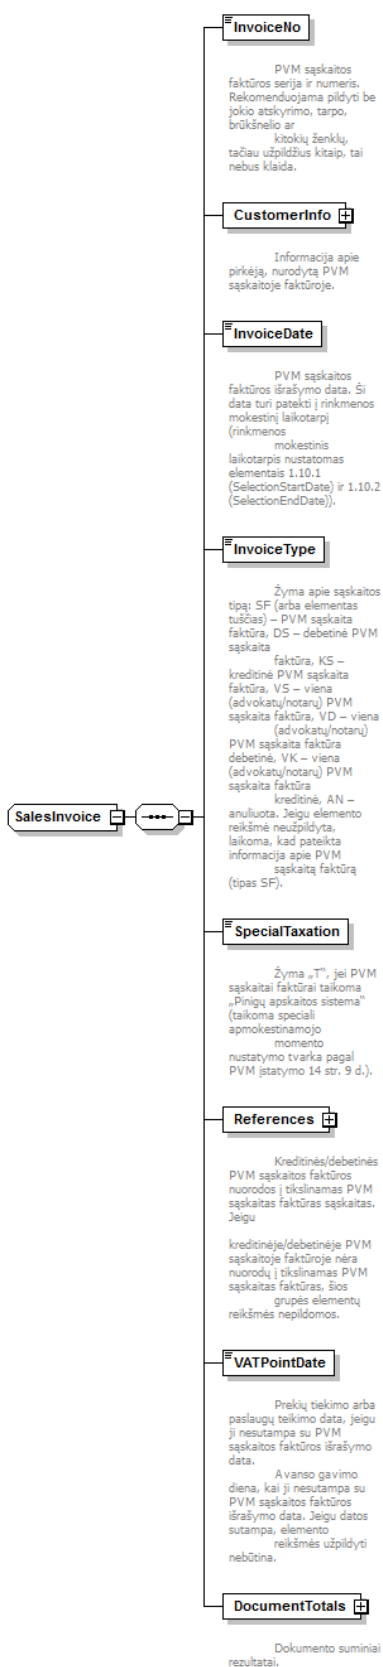 InvoiceNo
PVM sąskaitos
faktūros serija ir numeris.
Rekomenduojama pildyti be
jokio atskyrimo, tarpo,
brūkšnelio ar
kitokių ženklų,
tačiau užpildžius kitaip, tai
nebus klaida.
CustomerInfo
Informacija apie
pirkėją, nurodytą PVM
sąskaitoje faktūroje.
InvoiceDate
PVM sąskaitos
faktūros išrašymo data. Ši
data turi patekti į rinkmenos
mokestinį laikotarpį
(rinkmenos
mokestinis
laikotarpis nustatomas
elementais 1.10.1
(SelectionStartDate) ir 1.10.2
(SelectionEndDate)).
InvoiceType
Žyma apie sąskaitos
tipą: SF (arba elementas
tuščias) – PVM sąskaita
faktūra, DS – debetinė PVM
sąskaita
faktūra, KS –
kreditinė PVM sąskaita
faktūra, VS – viena
(advokatų/notarų) PVM
sąskaita faktūra, VD – viena
(advokatų/notarų)
PVM sąskaita faktūra
debetinė, VK – viena
(advokatų/notarų) PVM
sąskaita faktūra
kreditinė, AN –
anuliuota. Jeigu elemento
reikšmė neužpildyta,
laikoma, kad pateikta
informacija apie PVM
sąskaitą faktūrą
(tipas SF).
SalesInvoice
SpecialTaxation
Žyma „T“, jei PVM
sąskaitai faktūrai taikoma
„Pinigų apskaitos sistema“
(taikoma speciali
apmokestinamojo
momento
nustatymo tvarka pagal
PVM įstatymo 14 str. 9 d.).
References
Kreditinės/debetinės
PVM sąskaitos faktūros
nuorodos į tikslinamas PVM
sąskaitas faktūras sąskaitas.
Jeigu
kreditinėje/debetinėje PVM
sąskaitoje faktūroje nėra
nuorodų į tikslinamas PVM
sąskaitas faktūras, šios
grupės elementų
reikšmės nepildomos.
VATPointDate
Prekių tiekimo arba
paslaugų teikimo data, jeigu
ji nesutampa su PVM
sąskaitos faktūros išrašymo
data.
Avanso gavimo
diena, kai ji nesutampa su
PVM sąskaitos faktūros
išrašymo data. Jeigu datos
sutampa, elemento
reikšmės užpildyti
nebūtina.
DocumentTotals
Dokumento suminiai
rezultatai.